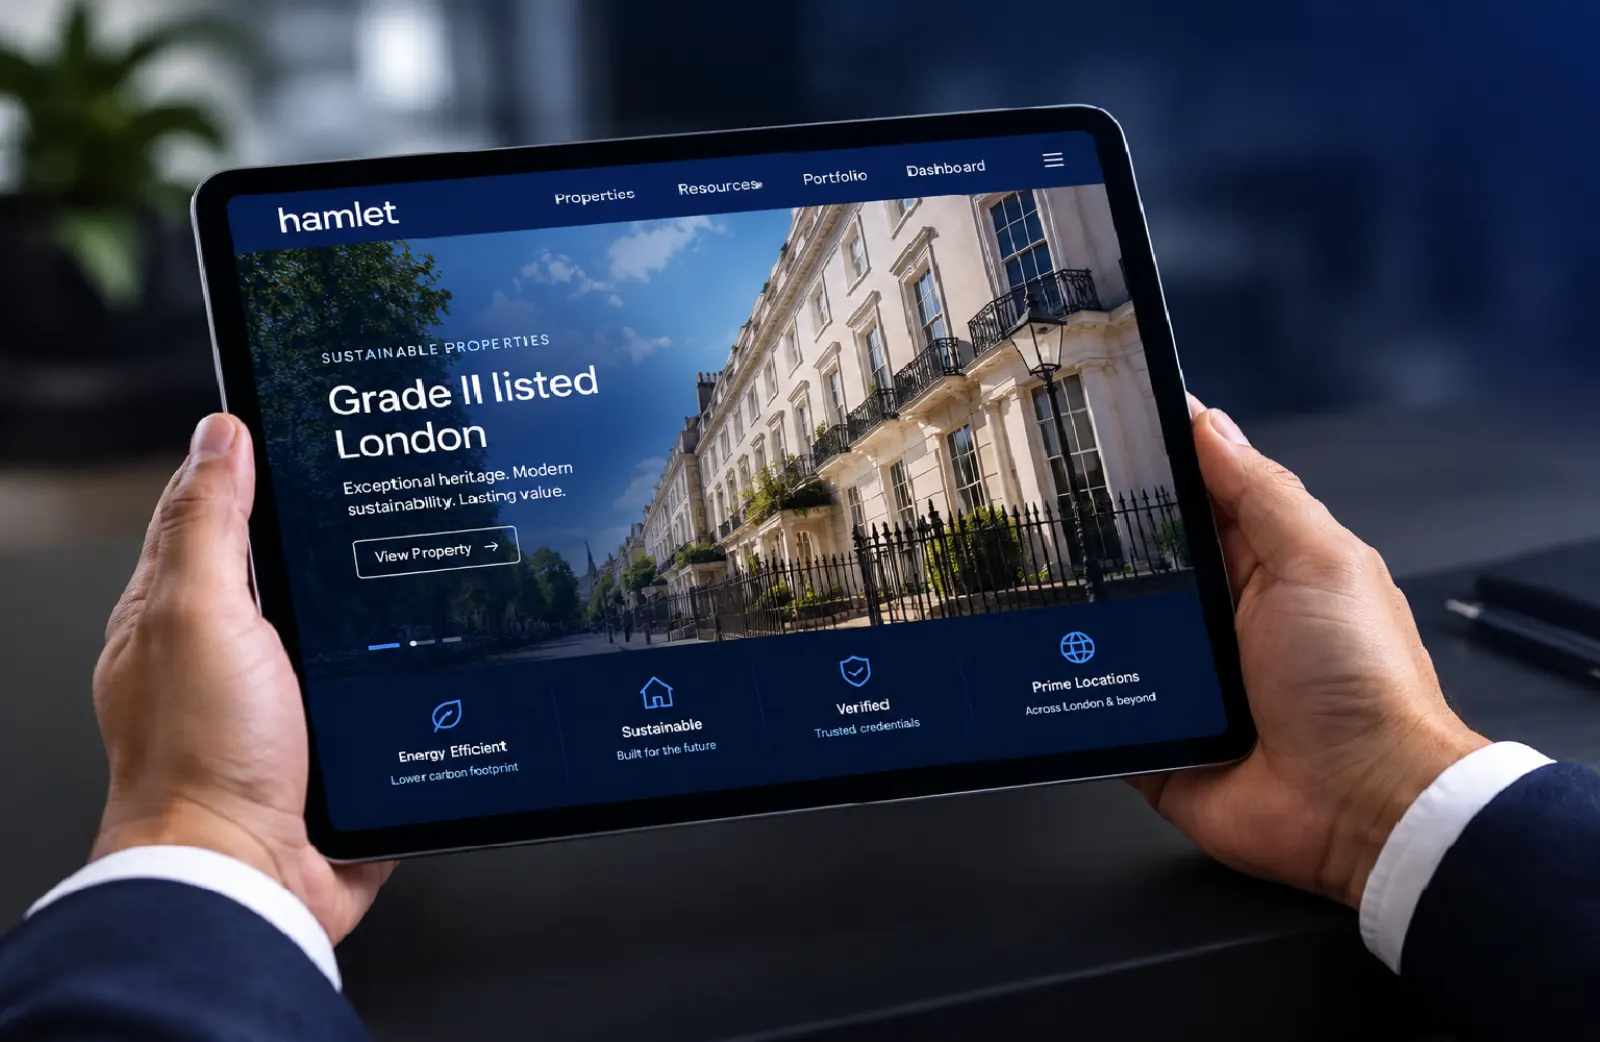 hamlet
Properties
Resources
Portfolio
Dashboard
SUSTAINABLE PROPERTIES
Grade II listed
London
Exceptional heritage. Modern
sustainability. Lasting value.
View Property →
Energy Efficient
Lower carbon footprint
Sustainable
Built for the future
Verified
Trusted credentials
Prime Locations
Across London & beyond